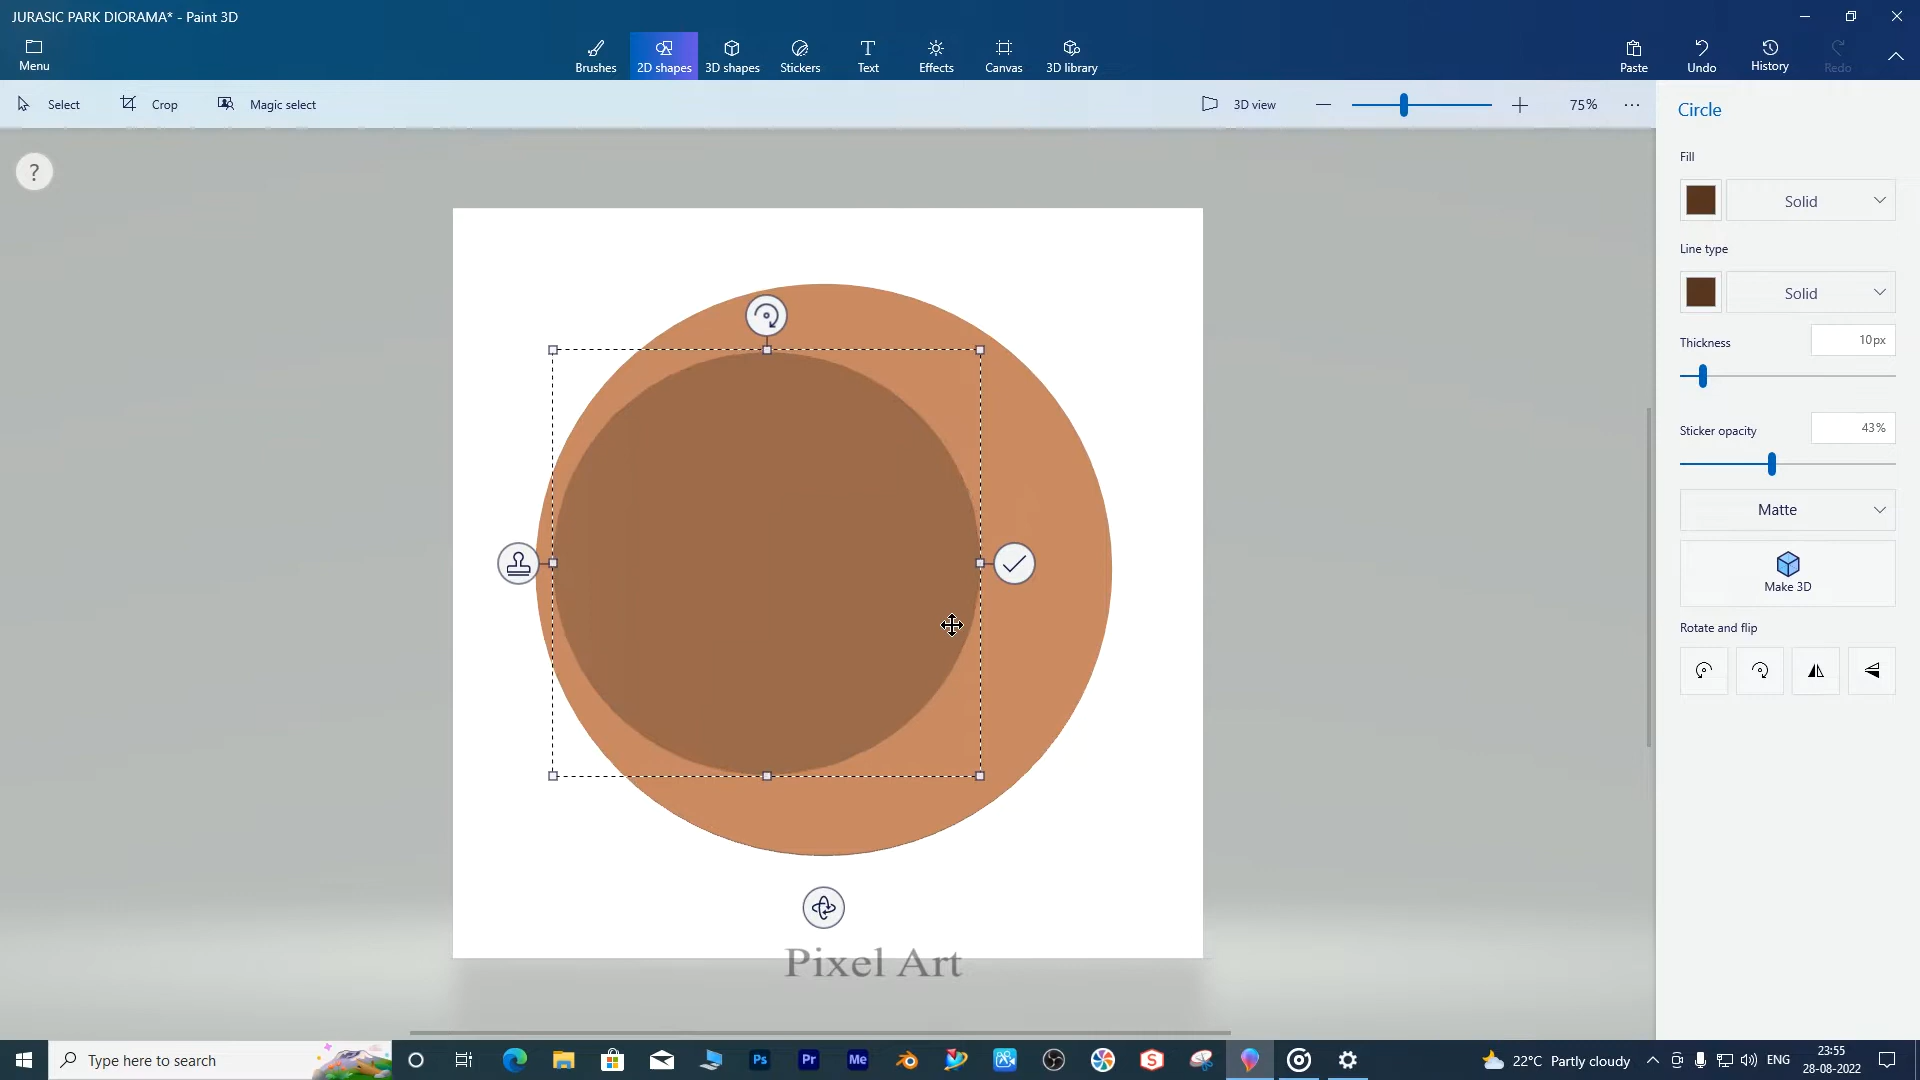 JURASIC PARK DIORAMA* - Paint 3D
Menu
Brushes
2D shapes
3D shapes
Stickers
Text
Effects
Canvas
3D library
Paste
Undo
History
Redo
Select
Crop
Magic select
3D view
75%
?
Circle
Fill
Solid
Line type
Solid
Thickness
10px
Sticker opacity
43%
Matte
Make 3D
Rotate and flip
Pixel Art
Type here to search
Ps
Pr
Me
S
22°C Partly cloudy
ENG
23:55
28-08-2022